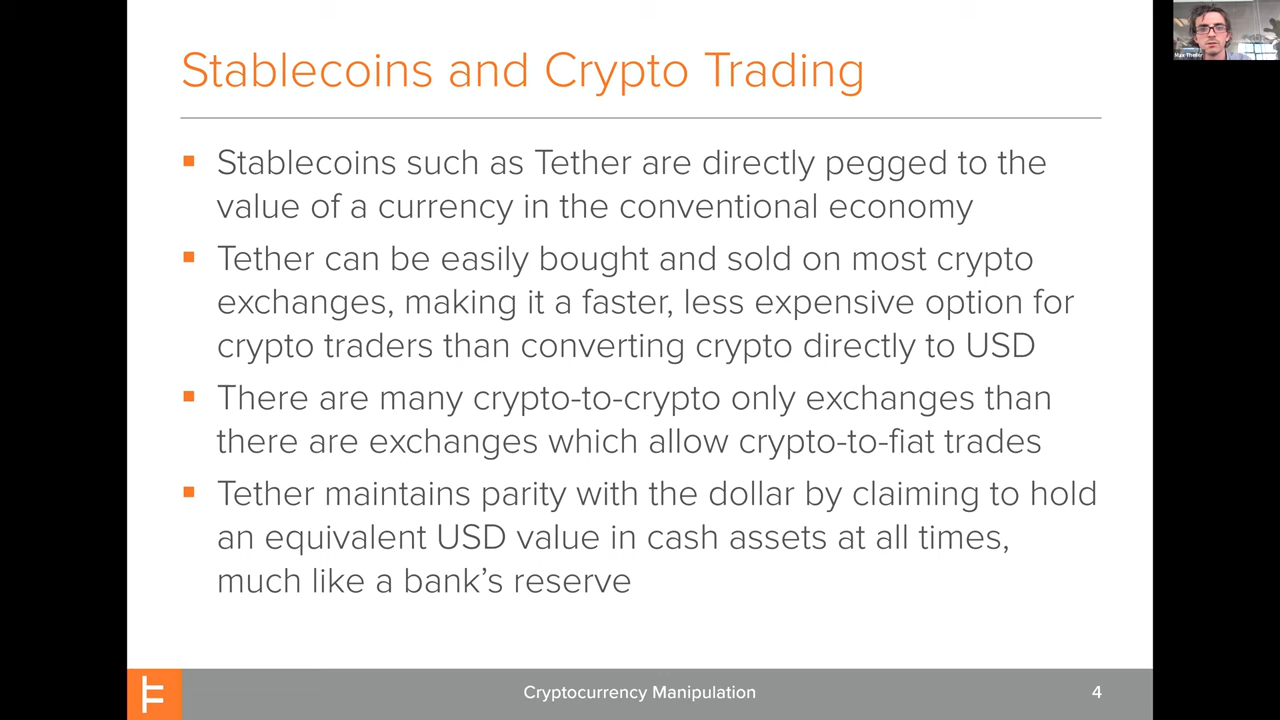 Stablecoins and Crypto Trading
Stablecoins such as Tether are directly pegged to the
value of a currency in the conventional economy
Tether can be easily bought and sold on most crypto
exchanges, making it a faster, less expensive option for
crypto traders than converting crypto directly to USD
There are many crypto-to-crypto only exchanges than
there are exchanges which allow crypto-to-fiat trades
Tether maintains parity with the dollar by claiming to hold
an equivalent USD value in cash assets at all times,
much like a bank’s reserve
Cryptocurrency Manipulation
4